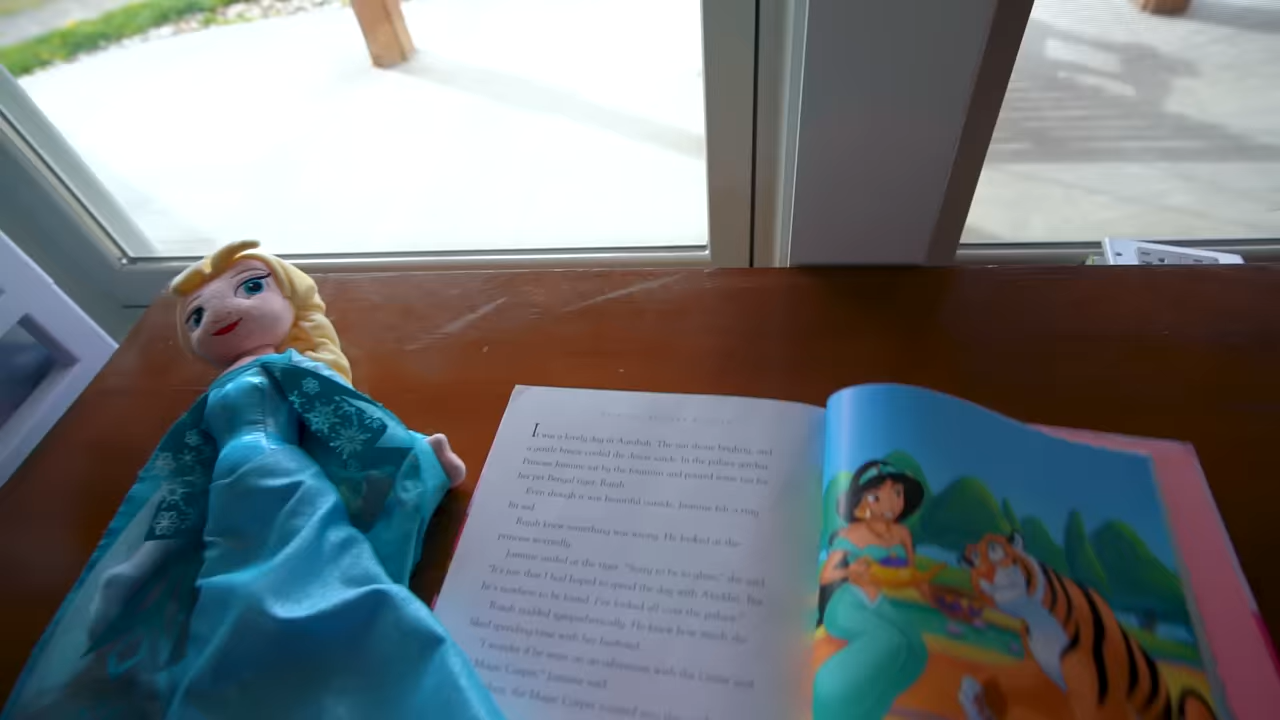 It was a lovely day in Agrabah. The sun shone brightly, and
a gentle breeze cooled the desert sands. In the palace garden,
Princess Jasmine sat by the fountain and poured some tea for
her pet Bengal tiger, Rajah.
Even though it was beautiful outside, Jasmine felt a tiny
bit sad.
Rajah knew something was wrong. He looked at the
princess worriedly.
Jasmine smiled at the tiger. "Sorry to be so glum," she said.
"It's just that I had hoped to spend the day with Aladdin. But
he's nowhere to be found. I've looked all over the palace."
Rajah nodded sympathetically. He knew how much she
liked spending time with her husband.
"I wonder if he went on an adventure with the Genie and
Magic Carpet," Jasmine said.
the Magic Carpet